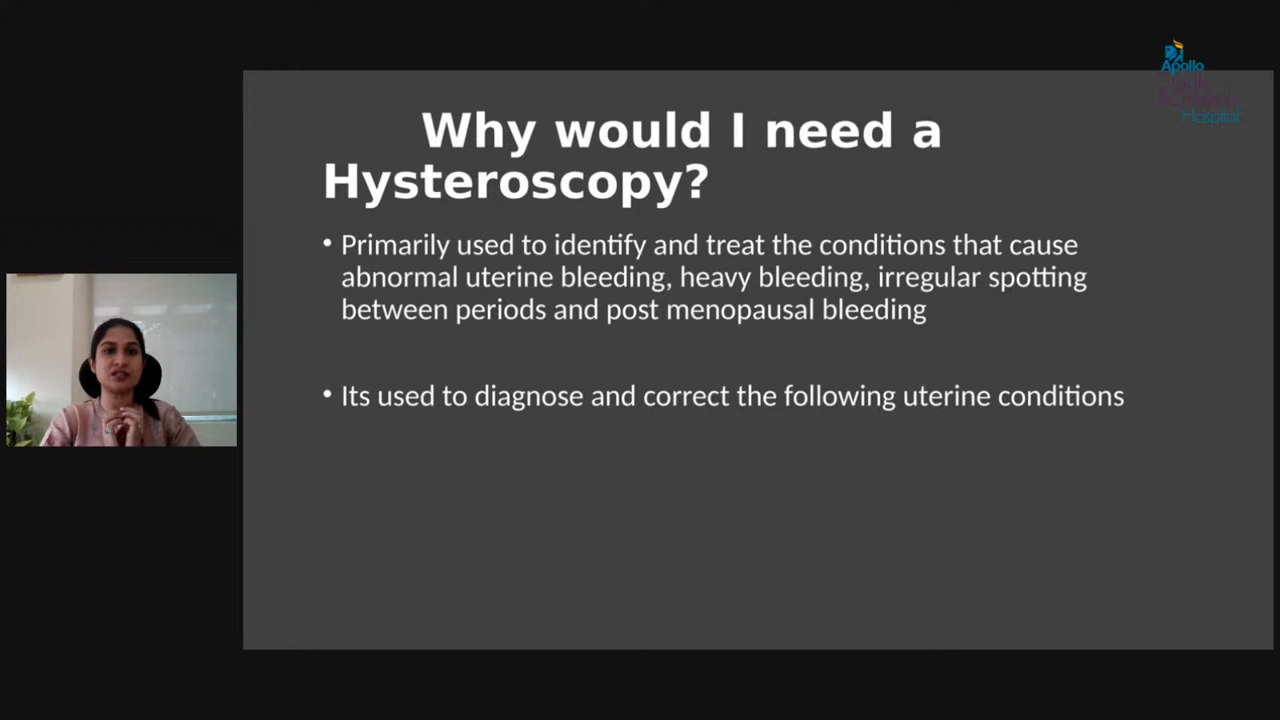 Apollo
Cradle
& Children's
Hospital
Why would I need a
Hysteroscopy?
• Primarily used to identify and treat the conditions that cause
abnormal uterine bleeding, heavy bleeding, irregular spotting
between periods and post menopausal bleeding
• Its used to diagnose and correct the following uterine conditions